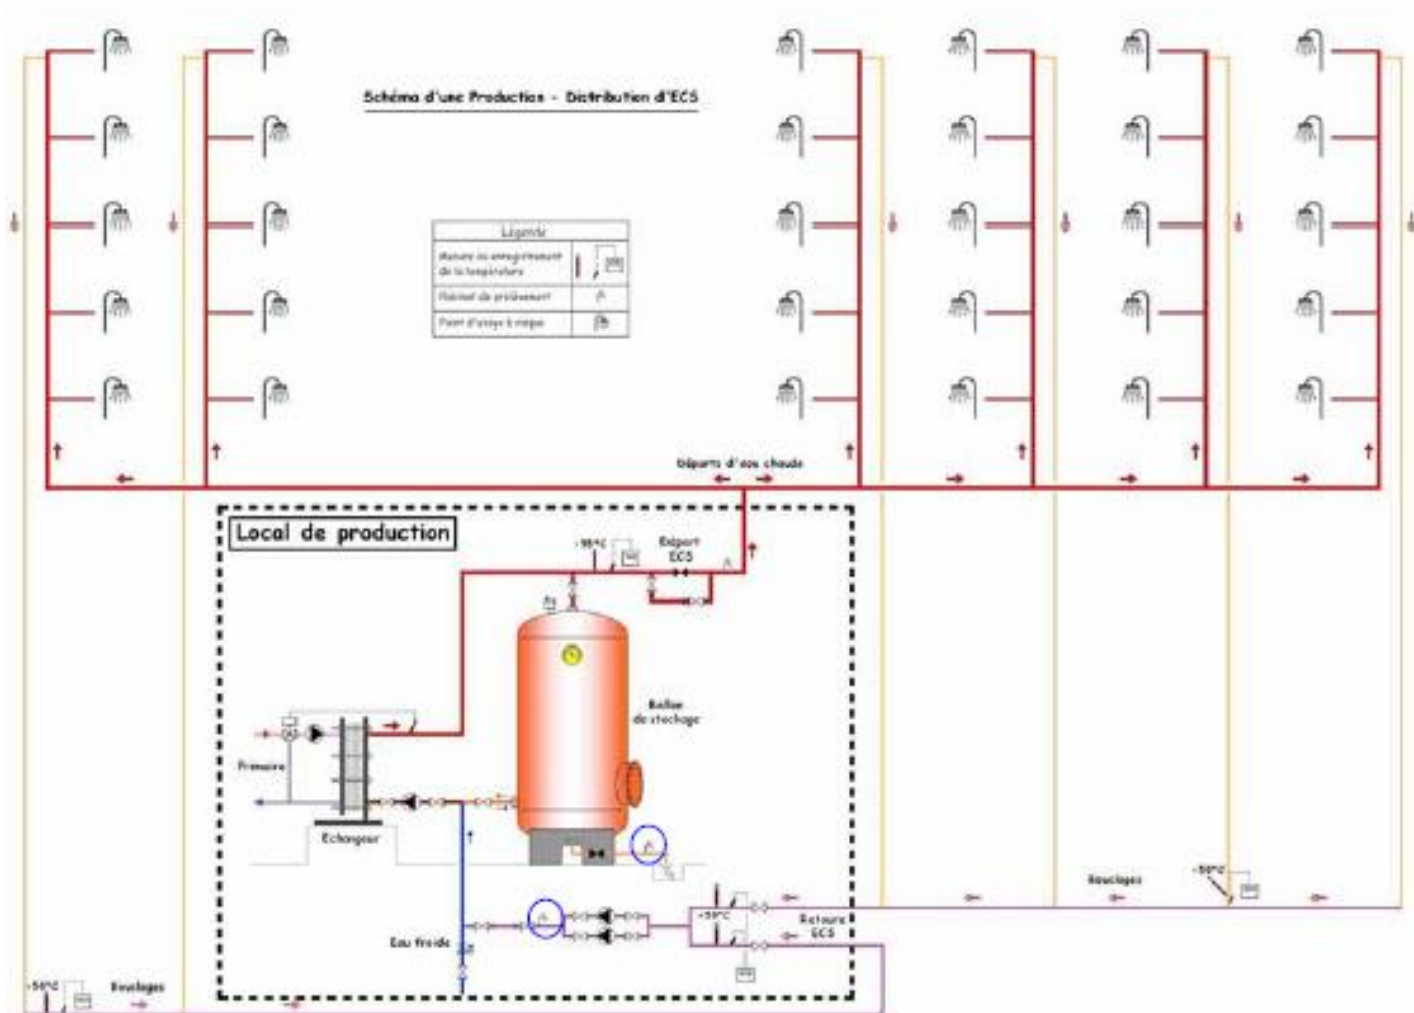 Schéma d'une Production - Distribution d'ECS
Légende
Mesure ou enregistrement
de la température
Robinet de prélèvement
Point d'usage à risque
Départs d'eau chaude
Local de production
Départ
ECS
Ballon
de stockage
Primaire
Echangeur
Eau froide
Retours
ECS
Bouclages
Bouclages